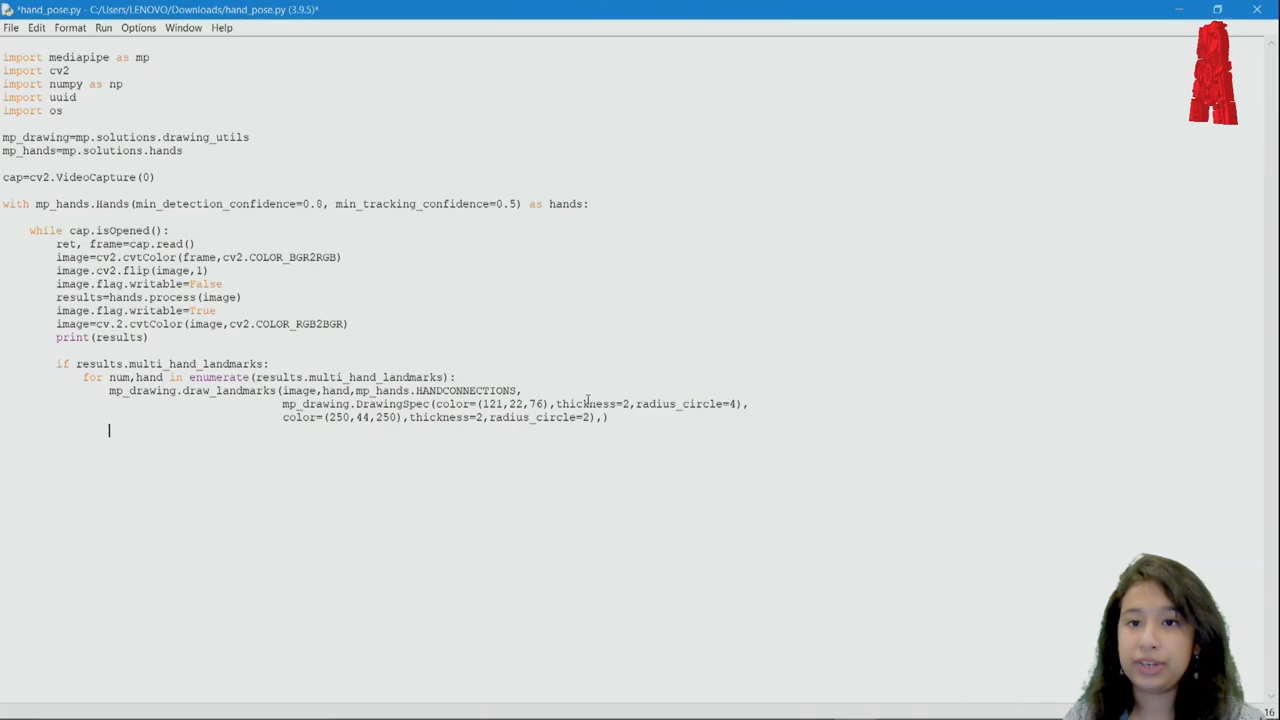 *hand_pose.py - C:/Users/LENOVO/Downloads/hand_pose.py (3.9.5)*
File Edit Format Run Options Window Help
import mediapipe as mp
import cv2
import numpy as np
import uuid
import os
mp_drawing=mp.solutions.drawing_utils
mp_hands=mp.solutions.hands
cap=cv2.VideoCapture(0)
with mp_hands.Hands(min_detection_confidence=0.8, min_tracking_confidence=0.5) as hands:
while cap.isOpened():
ret, frame=cap.read()
image=cv2.cvtColor(frame,cv2.COLOR_BGR2RGB)
image.cv2.flip(image,1)
image.flag.writable=False
results=hands.process(image)
image.flag.writable=True
image=cv.2.cvtColor(image,cv2.COLOR_RGB2BGR)
print(results)
if results.multi_hand_landmarks:
for num,hand in enumerate(results.multi_hand_landmarks):
mp_drawing.draw_landmarks(image,hand,mp_hands.HANDCONNECTIONS,
mp_drawing.DrawingSpec(color=(121,22,76),thickness=2,radius_circle=4),
color=(250,44,250),thickness=2,radius_circle=2),)
16